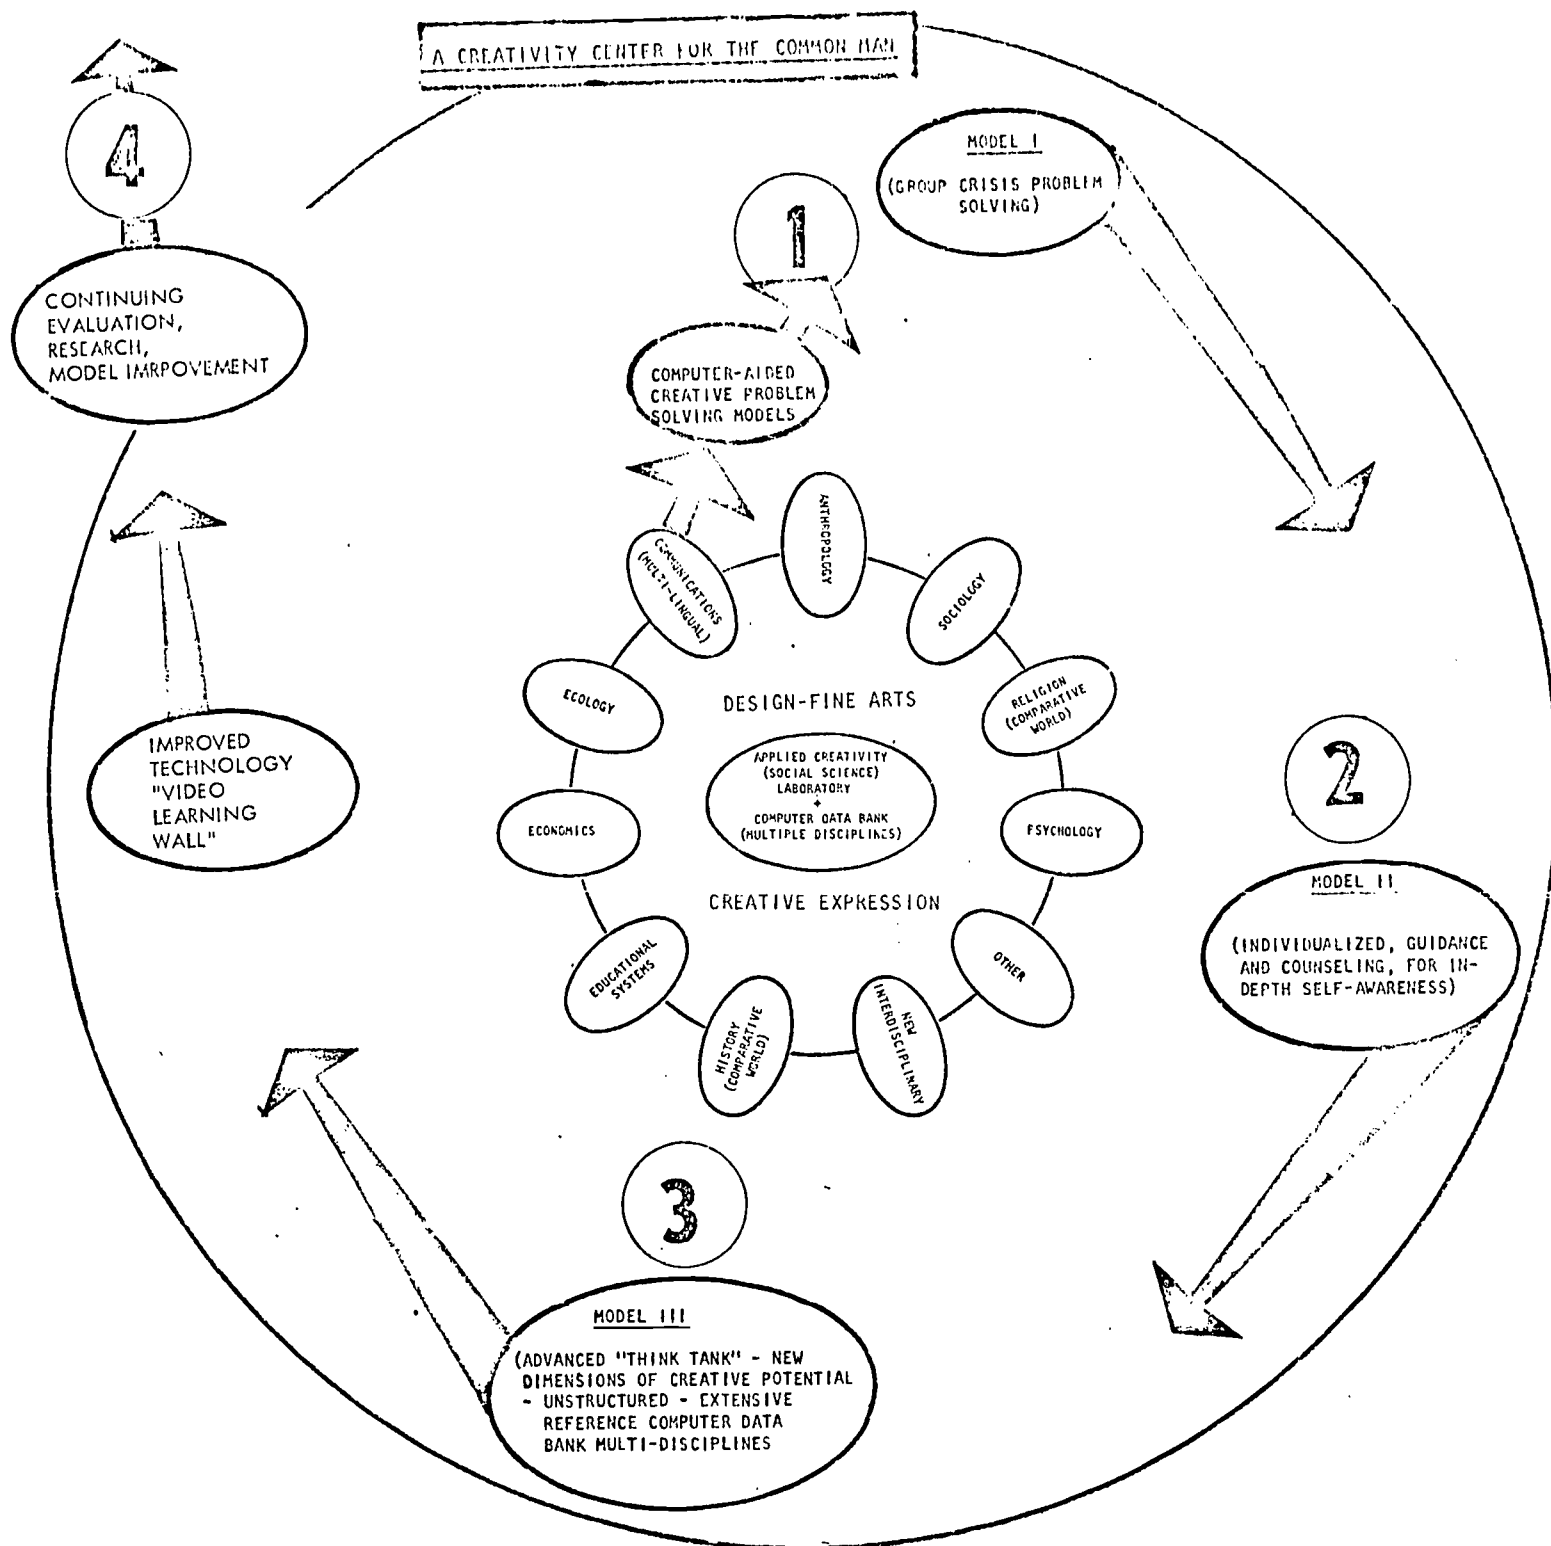 A CREATIVITY CENTER FOR THE COMMON MAN
4
CONTINUING
EVALUATION,
RESEARCH,
MODEL IMRPOVEMENT
1
COMPUTER-AIDED
CREATIVE PROBLEM
SOLVING MODELS
MODEL I
(GROUP CRISIS PROBLEM
SOLVING)
ANTHROPOLOGY
SOCIOLOGY
RELIGION
(COMPARATIVE
WORLD)
PSYCHOLOGY
OTHER
NEW
INTERDISCIPLINARY
HISTORY
(COMPARATIVE
WORLD)
EDUCATIONAL
SYSTEMS
ECONOMICS
ECOLOGY
COMMUNICATIONS
(MULTI-LINGUAL)
DESIGN-FINE ARTS
APPLIED CREATIVITY
(SOCIAL SCIENCE)
LABORATORY
+
COMPUTER DATA BANK
(MULTIPLE DISCIPLINES)
CREATIVE EXPRESSION
2
MODEL II
(INDIVIDUALIZED, GUIDANCE
AND COUNSELING, FOR IN-
DEPTH SELF-AWARENESS)
3
MODEL III
(ADVANCED "THINK TANK" - NEW
DIMENSIONS OF CREATIVE POTENTIAL
- UNSTRUCTURED - EXTENSIVE
REFERENCE COMPUTER DATA
BANK MULTI-DISCIPLINES
IMPROVED
TECHNOLOGY
"VIDEO
LEARNING
WALL"